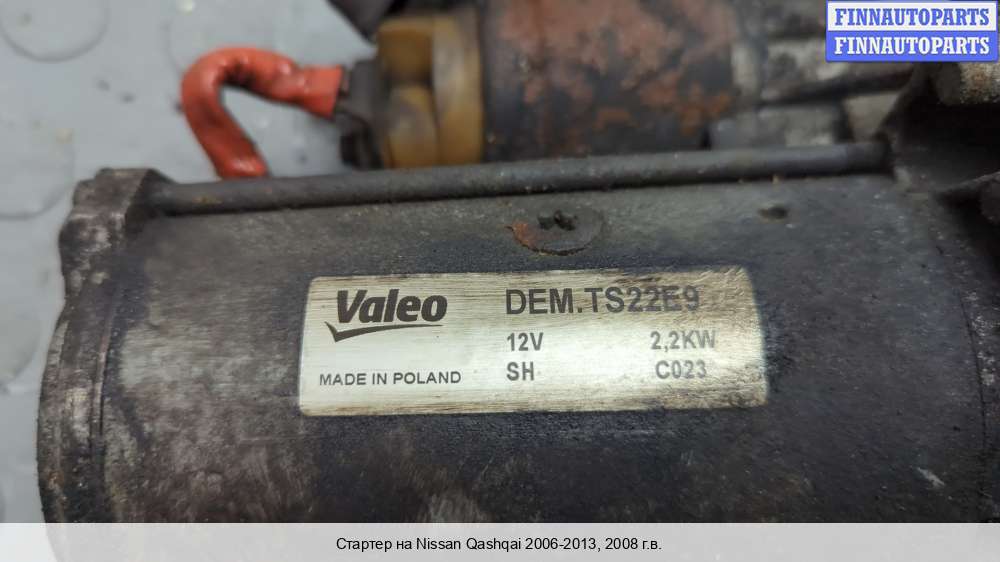 FINNAUTOPARTS
FINNAUTOPARTS
Valeo
DEM.TS22E9
12V 2,2KW
MADE IN POLAND
SH C023
Стартер на Nissan Qashqai 2006-2013, 2008 г.в.